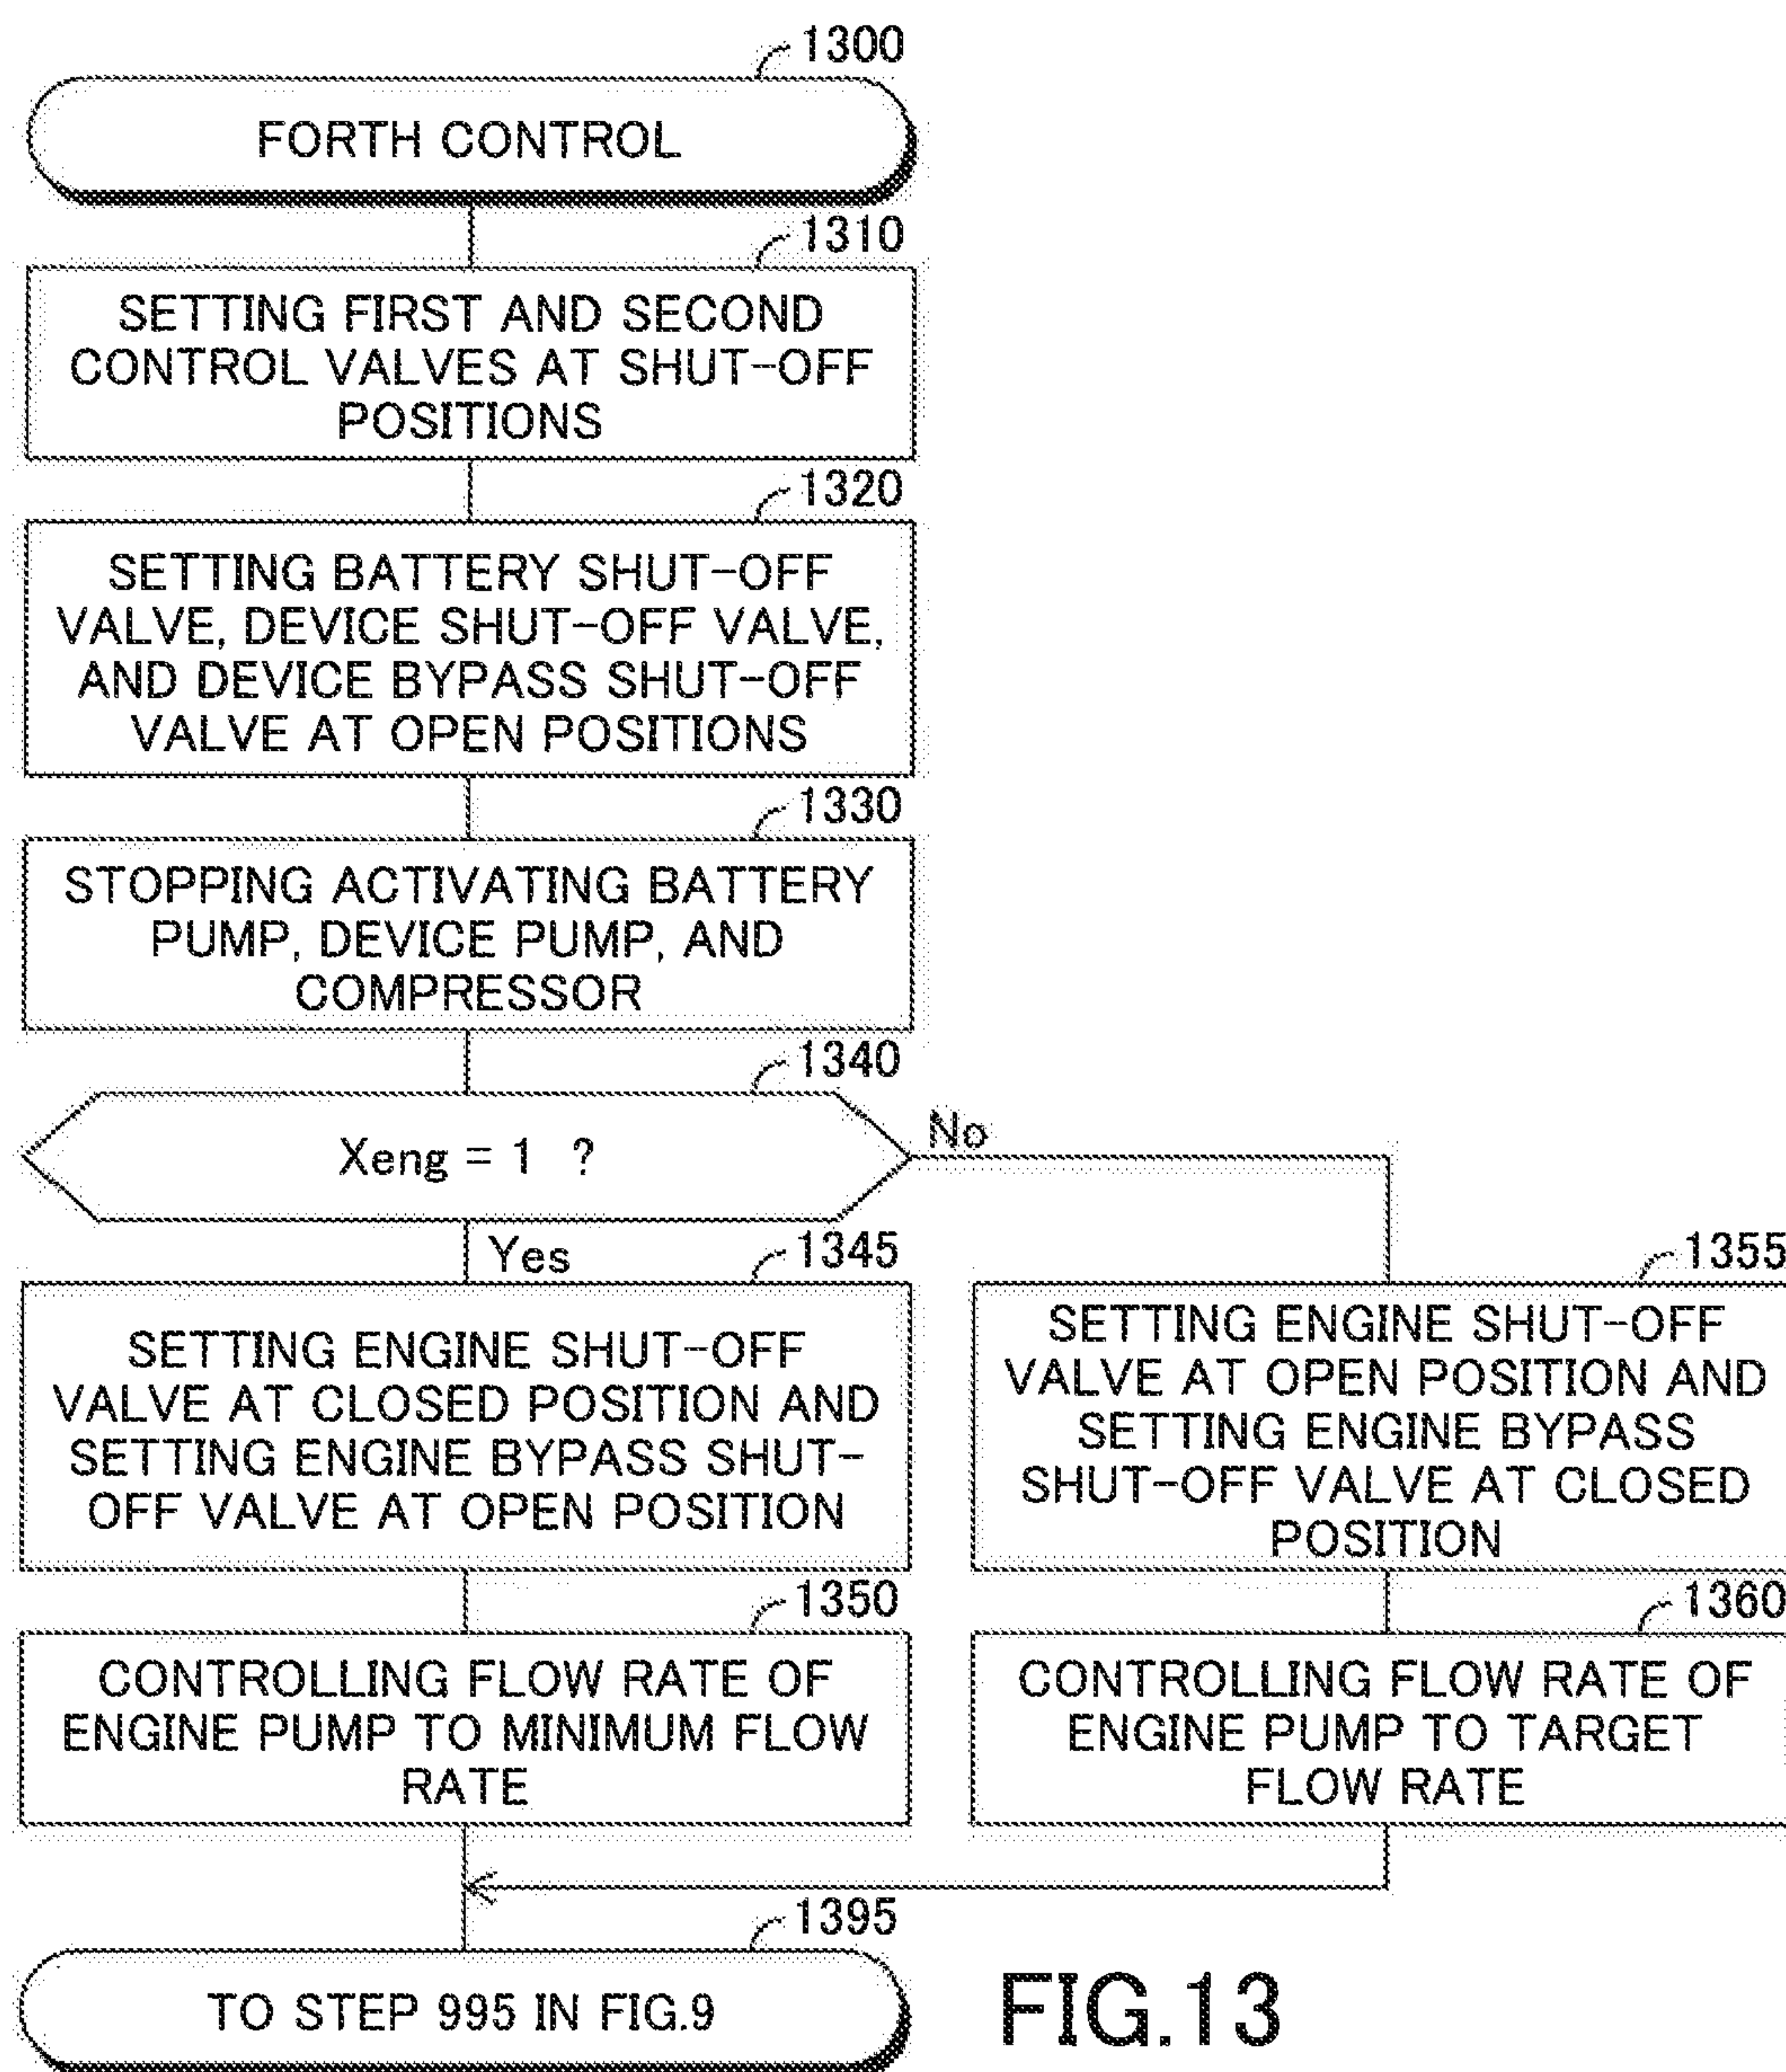 1300
FORTH CONTROL
1310
SETTING FIRST AND SECOND
CONTROL VALVES AT SHUT-OFF
POSITIONS
1320
SETTING BATTERY SHUT-OFF
VALVE, DEVICE SHUT-OFF VALVE,
AND DEVICE BYPASS SHUT-OFF
VALVE AT OPEN POSITIONS
1330
STOPPING ACTIVATING BATTERY
PUMP, DEVICE PUMP, AND
COMPRESSOR
1340
Xeng = 1 ?
No
Yes
1345
SETTING ENGINE SHUT-OFF
VALVE AT CLOSED POSITION AND
SETTING ENGINE BYPASS SHUT-
OFF VALVE AT OPEN POSITION
1350
CONTROLLING FLOW RATE OF
ENGINE PUMP TO MINIMUM FLOW
RATE
1355
SETTING ENGINE SHUT-OFF
VALVE AT OPEN POSITION AND
SETTING ENGINE BYPASS
SHUT-OFF VALVE AT CLOSED
POSITION
1360
CONTROLLING FLOW RATE OF
ENGINE PUMP TO TARGET
FLOW RATE
1395
TO STEP 995 IN FIG.9
FIG.13